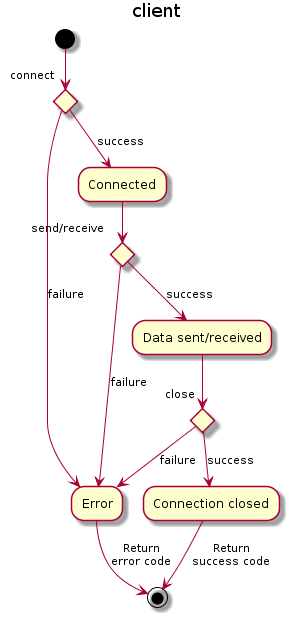 client
connect
success
Connected
send/receive
failure
success
Data sent/received
failure
close
failure
success
Error
Connection closed
Return
error code
Return
success code